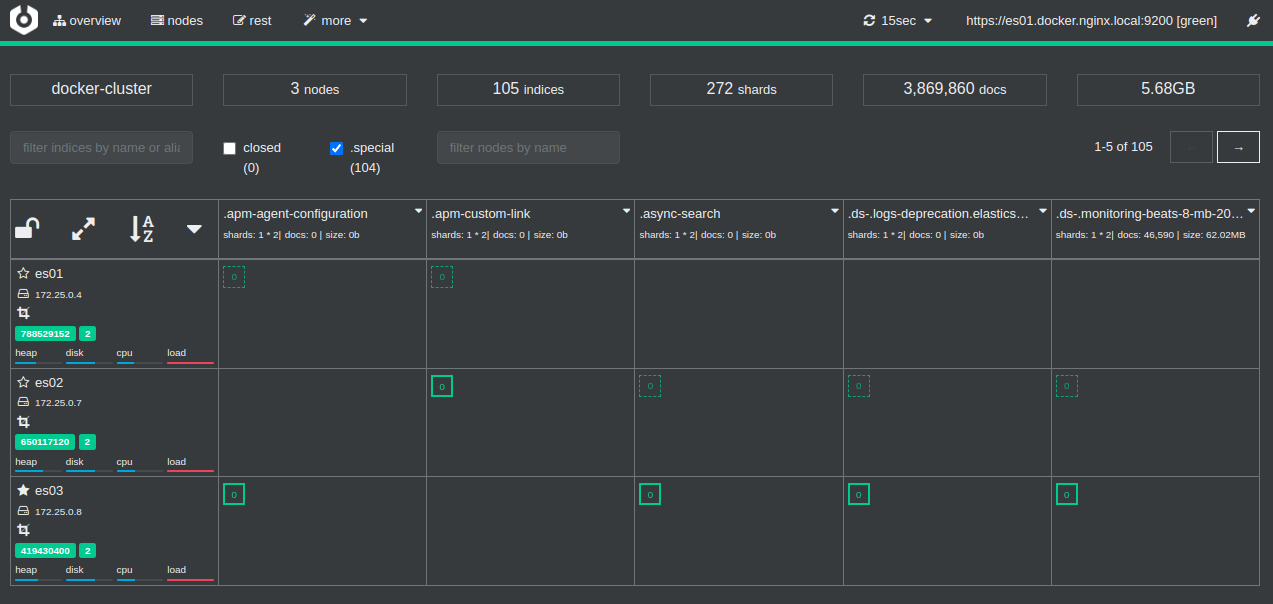 overview nodes rest more 15sec https://es01.docker.nginx.local:9200 [green]
docker-cluster 3 nodes 105 indices 272 shards 3,869,860 docs 5.68GB
filter indices by name or alia closed (0) .special (104) filter nodes by name 1-5 of 105 ← →
A
Z
.apm-agent-configuration .apm-custom-link .async-search .ds-.logs-deprecation.elastics... .ds-.monitoring-beats-8-mb-20...
shards: 1 * 2| docs: 0 | size: 0b shards: 1 * 2| docs: 0 | size: 0b shards: 1 * 2| docs: 0 | size: 0b shards: 1 * 2| docs: 0 | size: 0b shards: 1 * 2| docs: 46,590 | size: 62.02MB
es01 0 0
172.25.0.4
788529152 2
heap disk cpu load
es02 0 0 0 0
172.25.0.7
650117120 2
heap disk cpu load
es03 0 0 0 0
172.25.0.8
419430400 2
heap disk cpu load